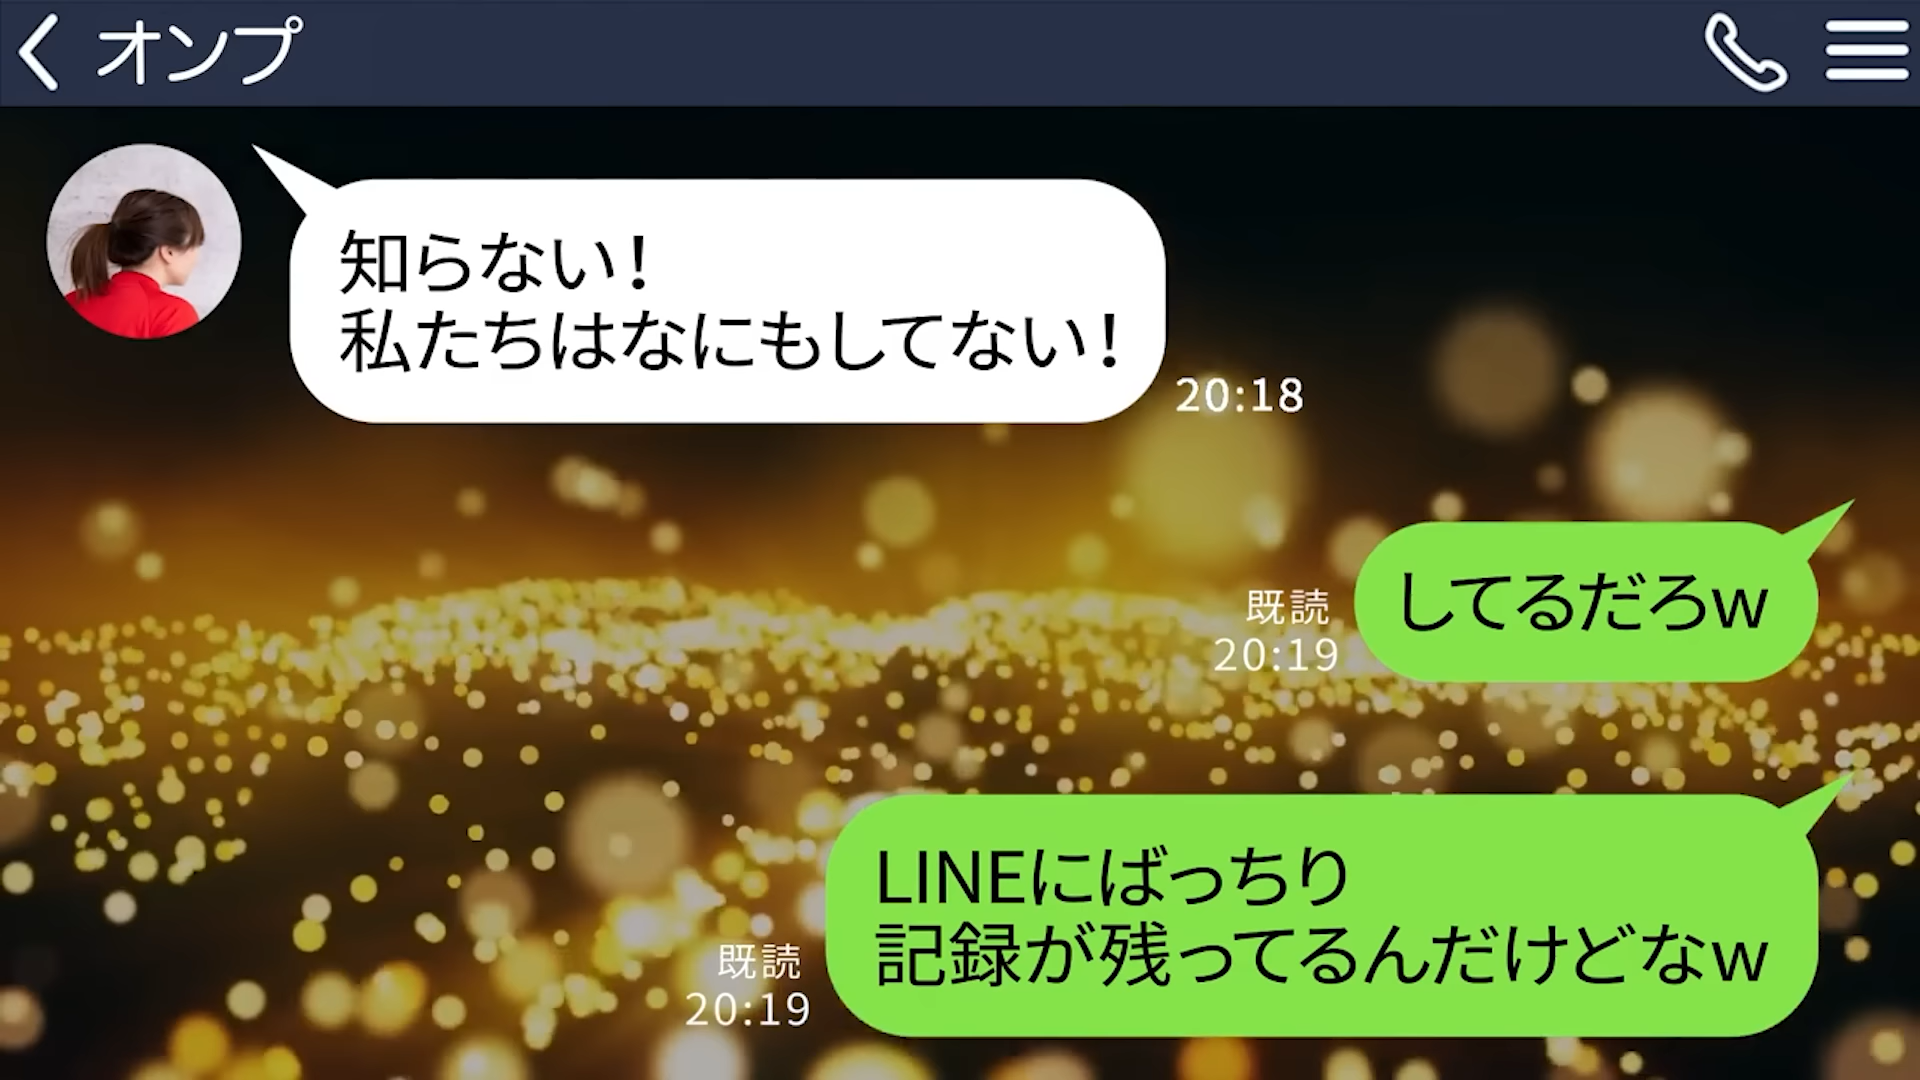 オンプ
知らない！
私たちはなにもしてない！
20:18
してるだろw
既読
20:19
LINEにばっちり
記録が残ってるんだけどなw
既読
20:19